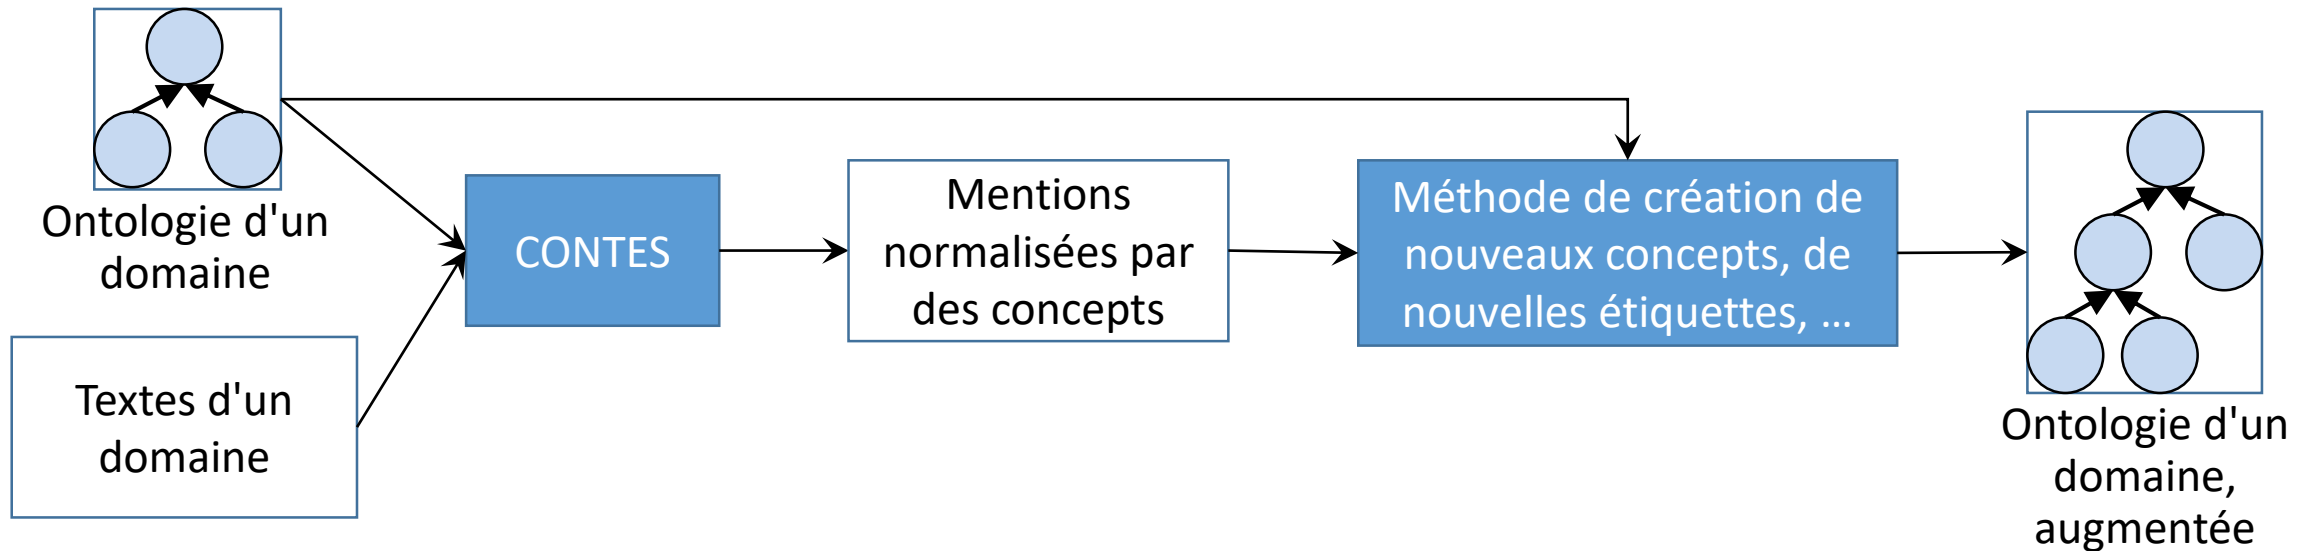 Ontologie d'un
domaine
Textes d'un
domaine
CONTES
Mentions
normalisées par
des concepts
Méthode de création de
nouveaux concepts, de
nouvelles étiquettes, …
Ontologie d'un
domaine,
augmentée